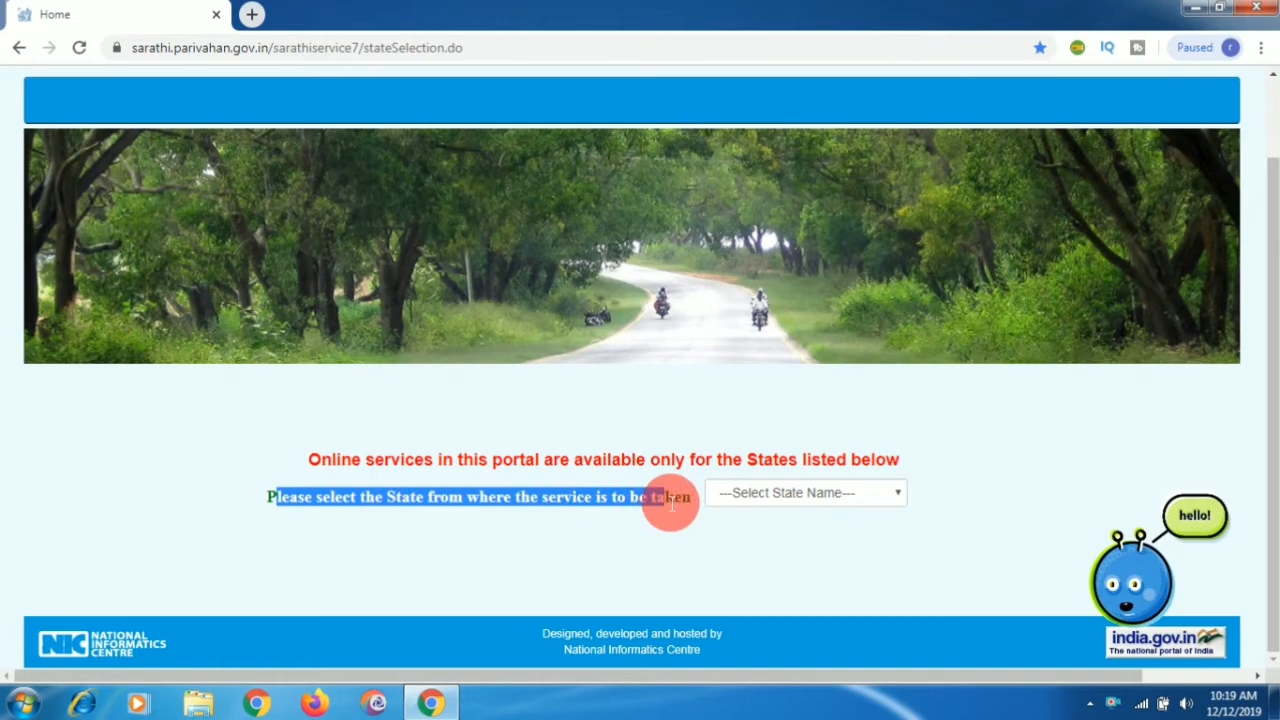 Home
sarathi.parivahan.gov.in/sarathiservice7/stateSelection.do
IQ
Paused
r
Online services in this portal are available only for the States listed below
Please select the State from where the service is to be taken
---Select State Name---
hello!
NIC NATIONAL INFORMATICS CENTRE
Designed, developed and hosted by
National Informatics Centre
india.gov.in
The national portal of India
10:19 AM
12/12/2019